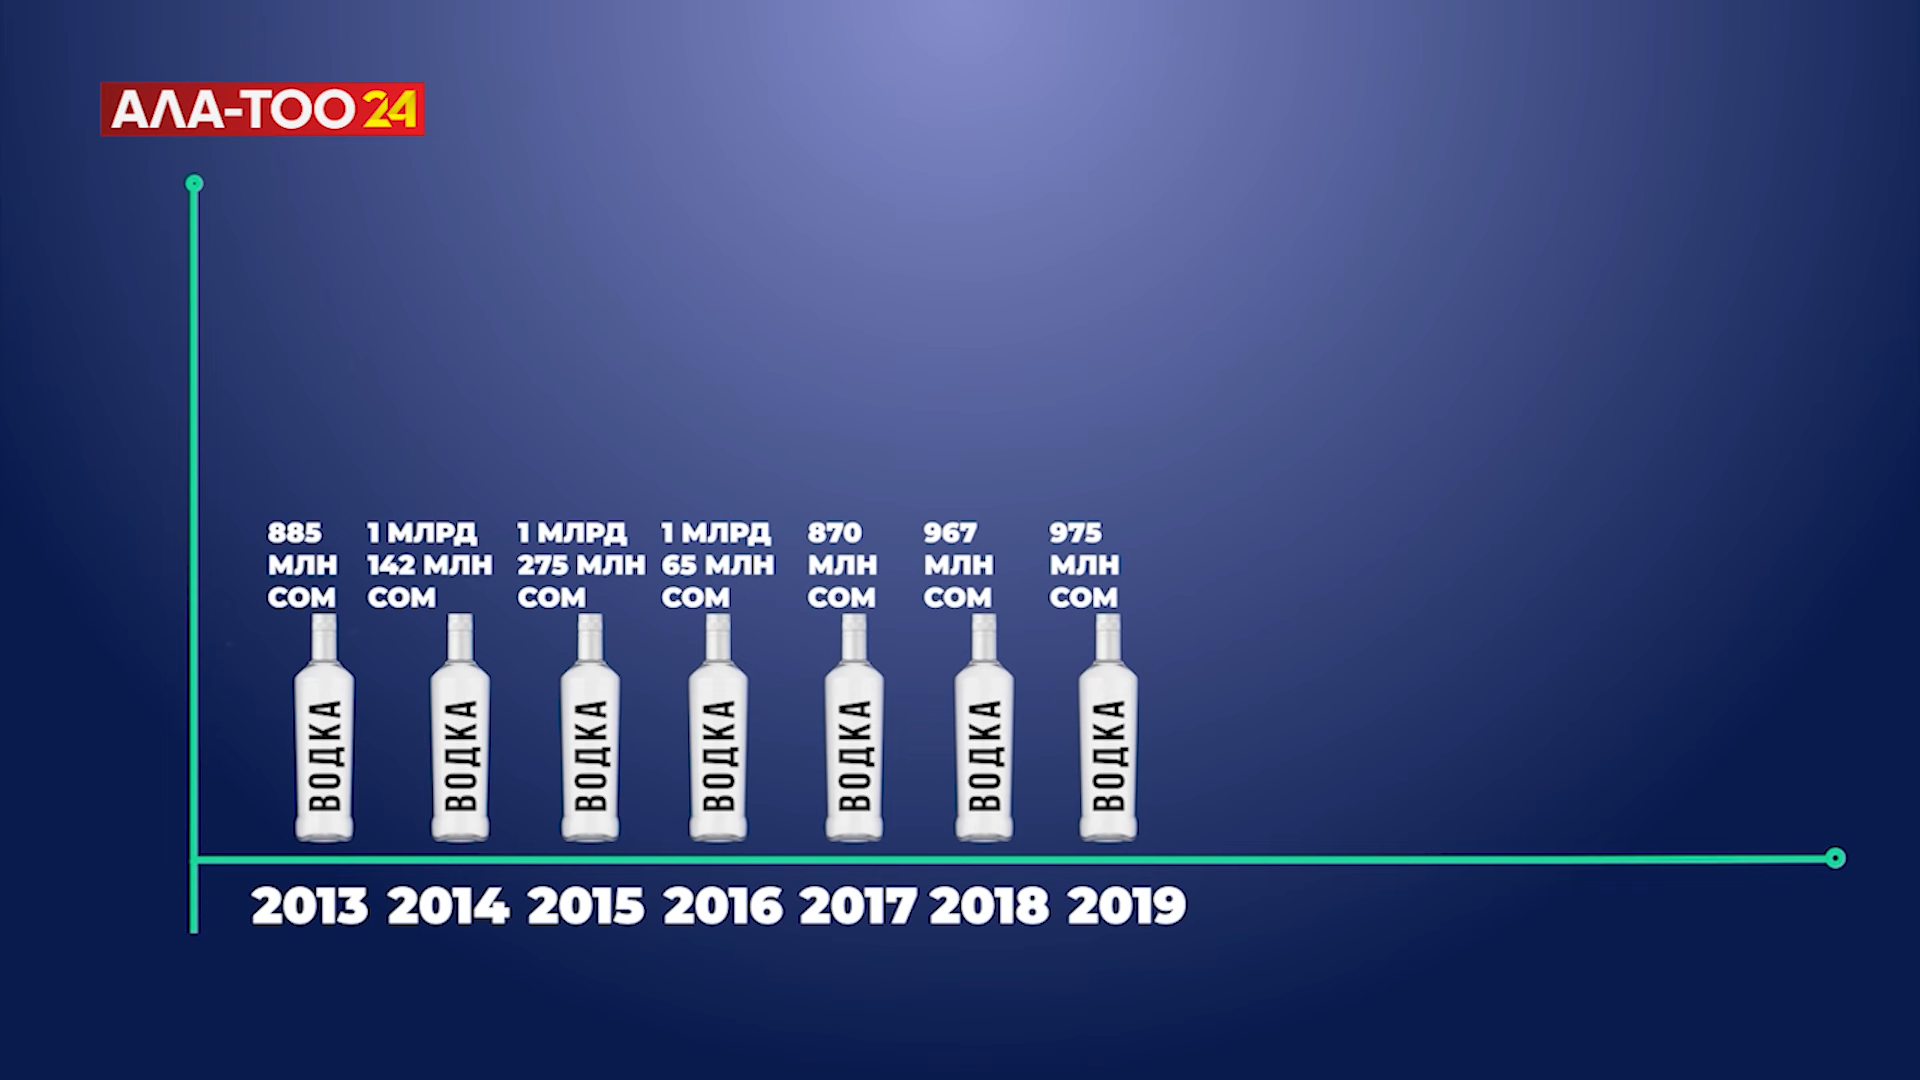 АЛА-ТОО 24
885 МЛН СОМ
1 МЛРД 142 МЛН СОМ
1 МЛРД 275 МЛН СОМ
1 МЛРД 65 МЛН СОМ
870 МЛН СОМ
967 МЛН СОМ
975 МЛН СОМ
ВОДКА
ВОДКА
ВОДКА
ВОДКА
ВОДКА
ВОДКА
ВОДКА
2013 2014 2015 2016 2017 2018 2019